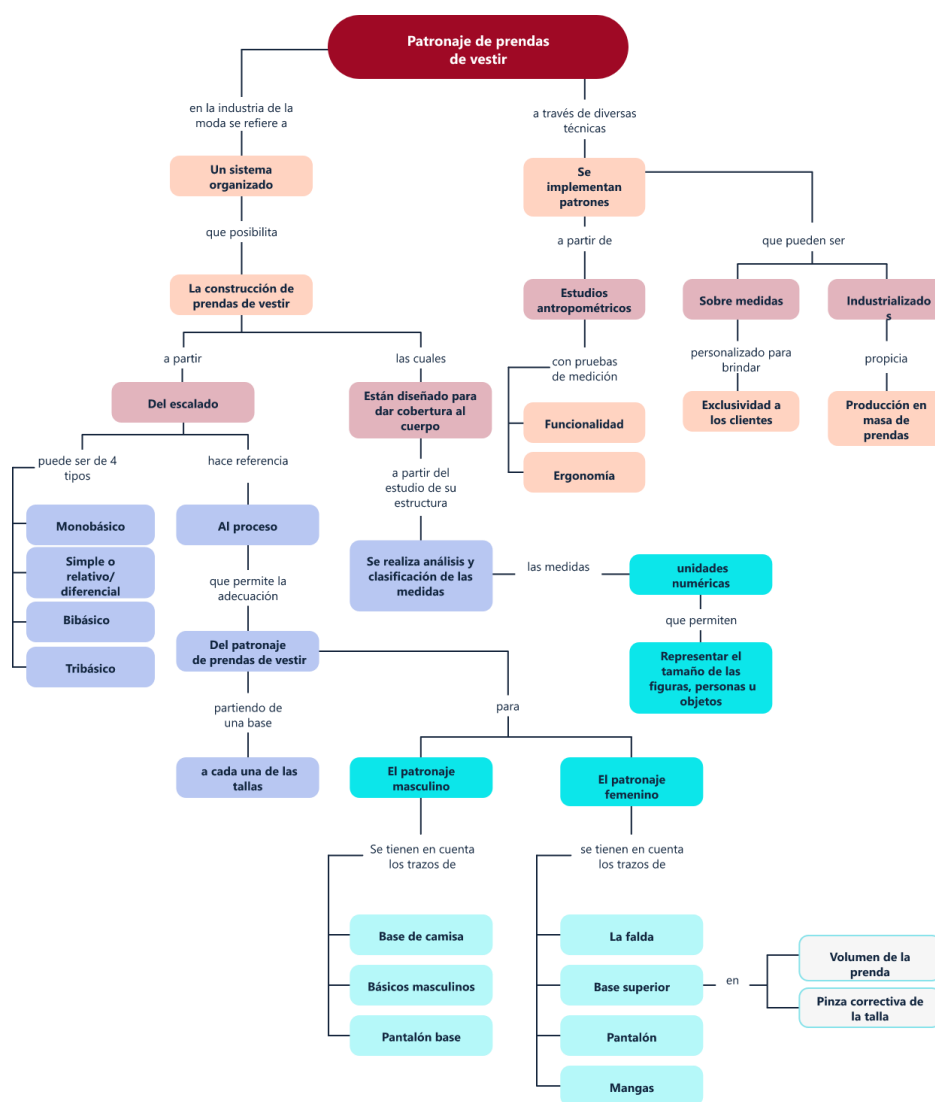 Patronaje de prendas
de vestir
en la industria de la
moda se refiere a
a través de diversas
técnicas
Un sistema
organizado
Se
implementan
patrones
que posibilita
a partir de
que pueden ser
La construcción de
prendas de vestir
Estudios
antropométricos
Sobre medidas
Industrializado
s
a partir
las cuales
con pruebas
de medición
personalizado para
brindar
propicia
Del escalado
Están diseñado para
dar cobertura al
cuerpo
Funcionalidad
Exclusividad a
los clientes
Producción en
masa de
prendas
puede ser de 4
tipos
hace referencia
a partir del
estudio de su
estructura
Ergonomía
Monobásico
Al proceso
Simple o
relativo/
diferencial
que permite la
adecuación
Se realiza análisis y
clasificación de las
medidas
las medidas
unidades
numéricas
Bibásico
que permiten
Tribásico
Del patronaje
de prendas de vestir
Representar el
tamaño de las
figuras, personas u
objetos
partiendo de
una base
para
a cada una de las
tallas
El patronaje
masculino
El patronaje
femenino
Se tienen en cuenta
los trazos de
se tienen en cuenta
los trazos de
Base de camisa
La falda
Básicos masculinos
Base superior
en
Volumen de la
prenda
Pinza correctiva de
la talla
Pantalón base
Pantalón
Mangas